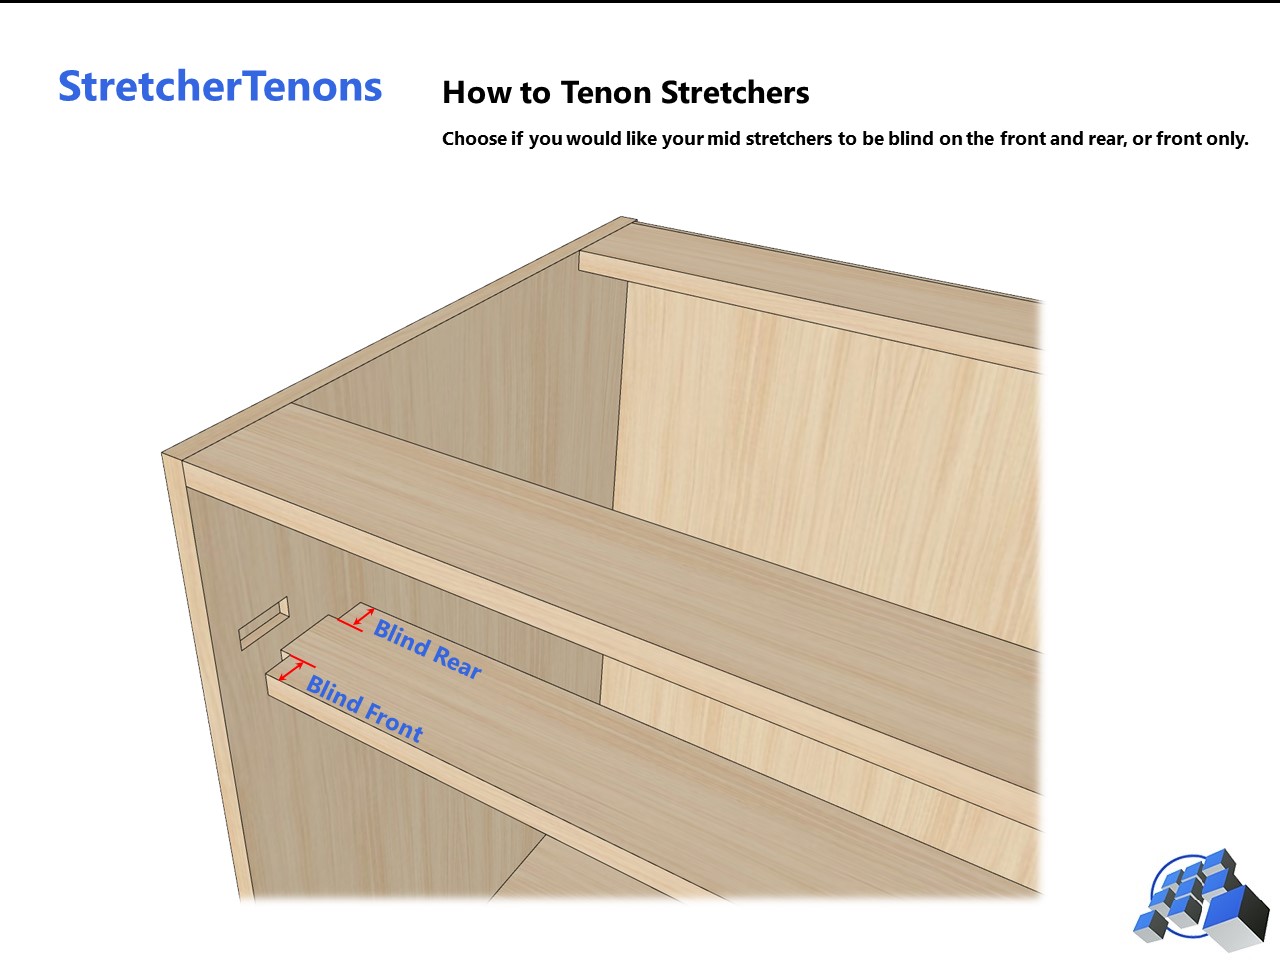 StretcherTenons
How to Tenon Stretchers
Choose if you would like your mid stretchers to be blind on the front and rear, or front only.
Blind Rear
Blind Front